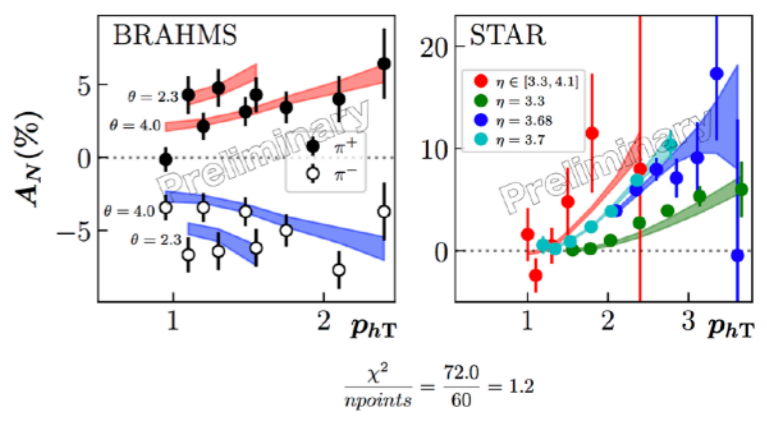 BRAHMS
A_N(%)
5
0
−5
θ = 2.3
θ = 4.0
π⁺
π⁻
θ = 4.0
θ = 2.3
Preliminary
1
2
p_hT
STAR
20
10
0
η ∈ [3.3, 4.1]
η = 3.3
η = 3.68
η = 3.7
Preliminary
1
2
3
p_hT
χ²/npoints = 72.0/60 = 1.2